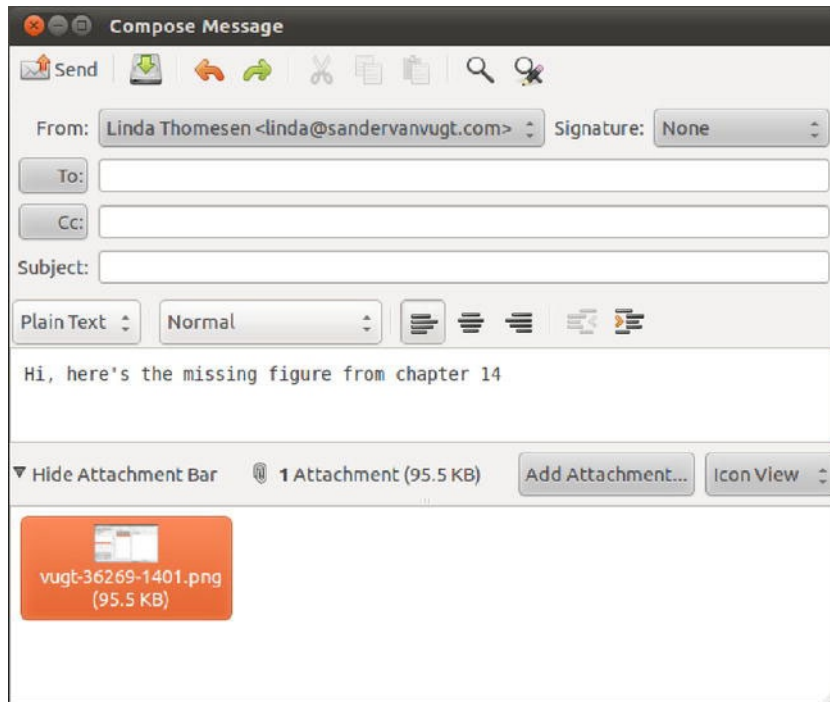 Compose Message
Send
From: Linda Thomesen <linda@sandervanvugt.com> Signature: None
To:
Cc:
Subject:
Plain Text Normal
Hi, here's the missing figure from chapter 14
Hide Attachment Bar 1 Attachment (95.5 KB) Add Attachment... Icon View
vugt-36269-1401.png
(95.5 KB)